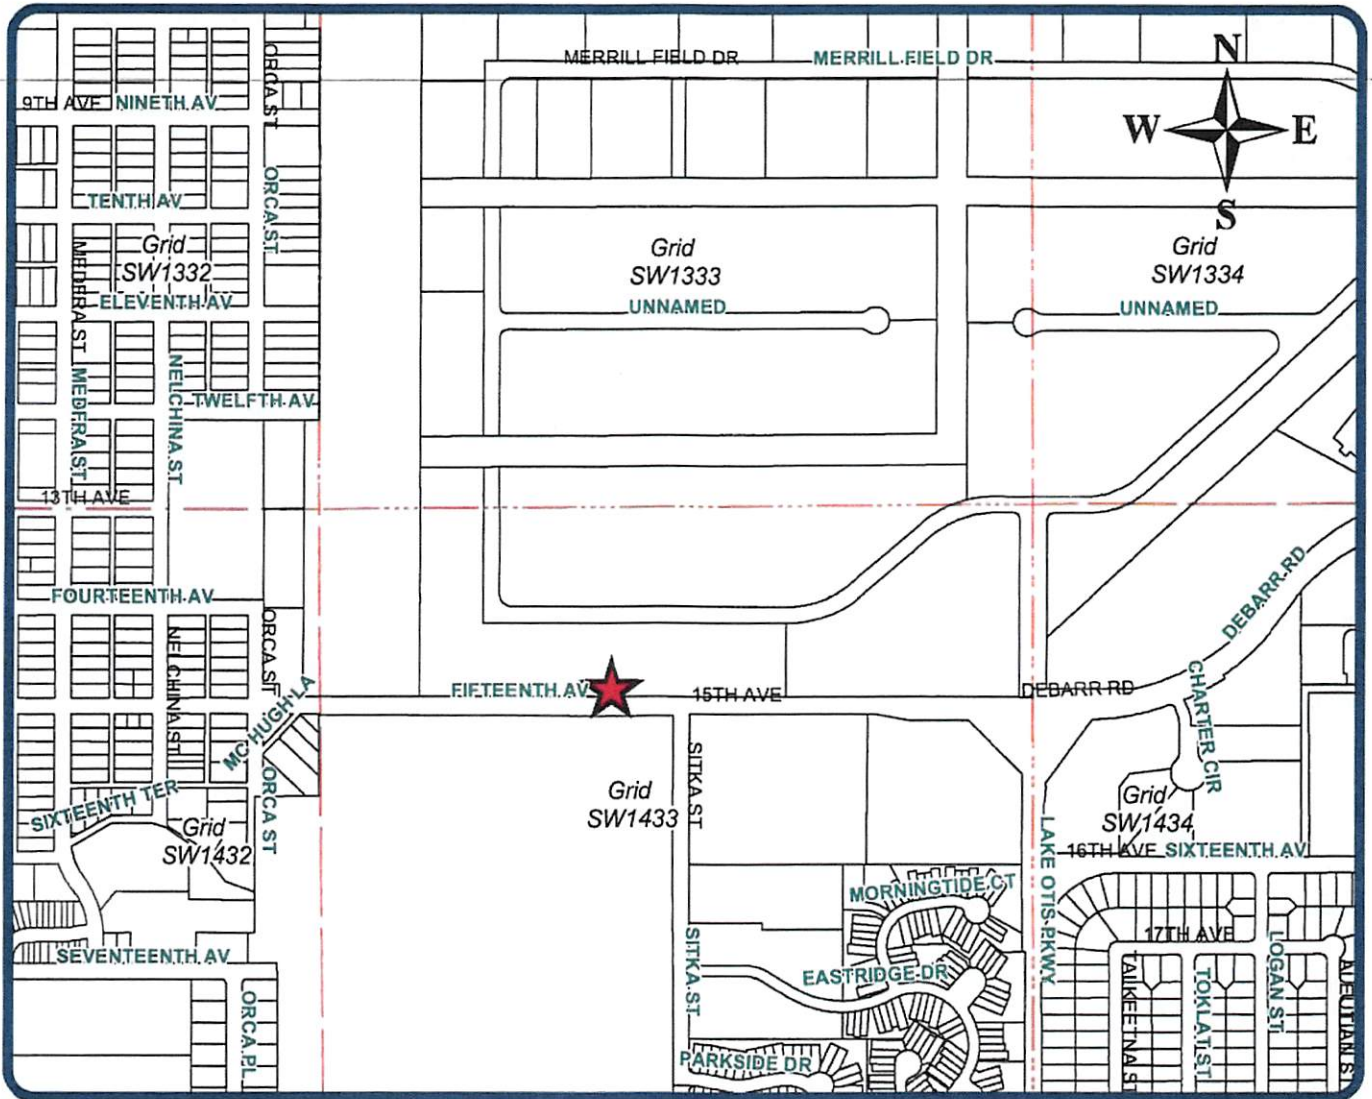 MERRILL FIELD DR
MERRILL FIELD DR
N
ORCA ST
9TH AVE
NINETH AV
W
E
TENTH AV
ORCA ST
S
Grid
SW1332
Grid
SW1333
Grid
SW1334
MEDFRA ST
ELEVENTH AV
UNNAMED
UNNAMED
MEDFRA ST
NELCHINA ST
TWELFTH AV
13TH AVE
FOURTEENTH AV
DEBARR RD
ORCA ST
NELCHINA ST
FIFTEENTH AV
15TH AVE
DEBARR RD
CHARTER CIR
MC HUGH LA
SITKA ST
ORCA ST
Grid
SW1433
Grid
SW1434
SIXTEENTH TER
Grid
SW1432
LAKE OTIS PKWY
16TH AVE
SIXTEENTH AV
MORNINGTIDE CT
17TH AVE
SITKA ST
SEVENTEENTH AV
EASTRIDGE DR
LOGAN ST
TALKEETNA ST
TOKLAT ST
ALEUTIAN S
ORCA PL
PARKSIDE DR